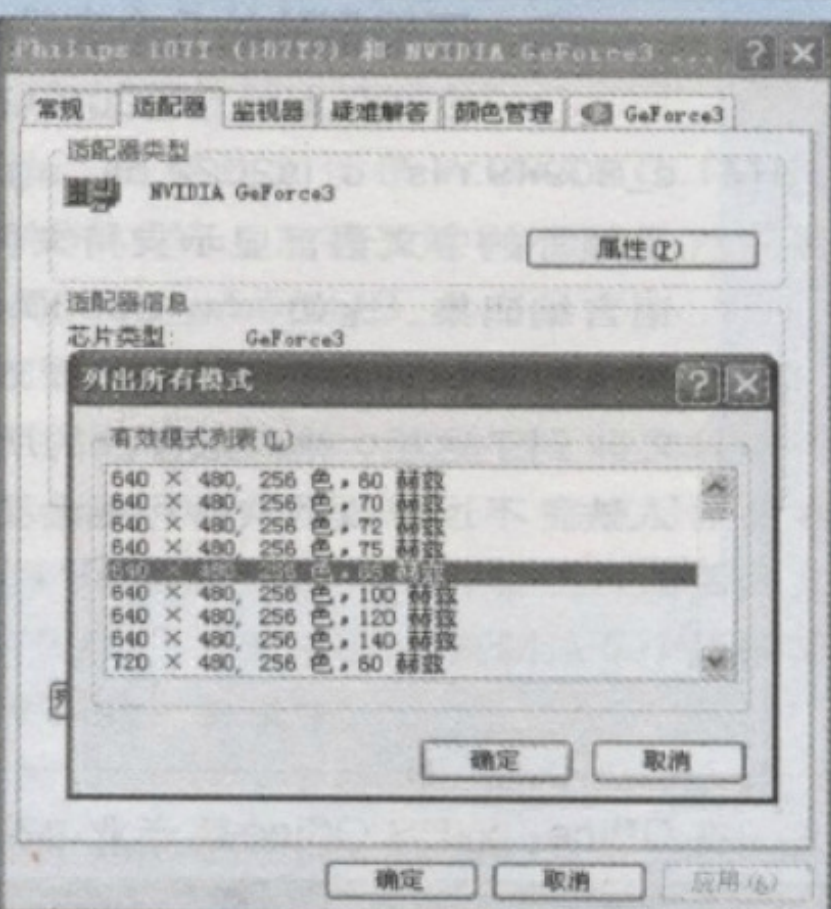 Philips 107Y (107Y2) 和 NVIDIA GeForce3 ...
常规 适配器 监视器 疑难解答 颜色管理 GeForce3
适配器类型
NVIDIA GeForce3
属性(P)
适配器信息
芯片类型: GeForce3
列出所有模式
有效模式列表(L)
640 × 480, 256 色,60 赫兹
640 × 480, 256 色,70 赫兹
640 × 480, 256 色,72 赫兹
640 × 480, 256 色,75 赫兹
640 × 480, 256 色,85 赫兹
640 × 480, 256 色,100 赫兹
640 × 480, 256 色,120 赫兹
640 × 480, 256 色,140 赫兹
720 × 480, 256 色,60 赫兹
确定 取消
确定 取消 应用(A)